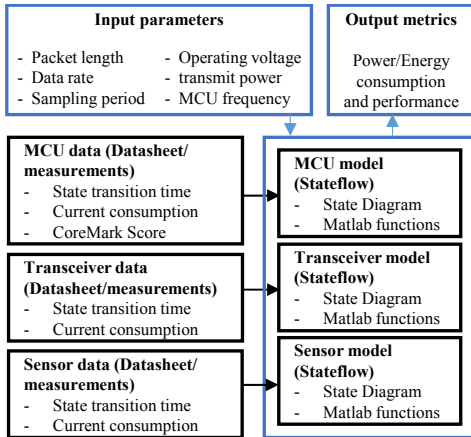 Input parameters
- Packet length
- Data rate
- Sampling period
- Operating voltage
- transmit power
- MCU frequency
Output metrics
Power/Energy
consumption
and performance
MCU data (Datasheet/
measurements)
- State transition time
- Current consumption
- CoreMark Score
MCU model
(Stateflow)
- State Diagram
- Matlab functions
Transceiver data
(Datasheet/measurements)
- State transition time
- Current consumption
Transceiver model
(Stateflow)
- State Diagram
- Matlab functions
Sensor data (Datasheet/
measurements)
- State transition time
- Current consumption
Sensor model
(Stateflow)
- State Diagram
- Matlab functions